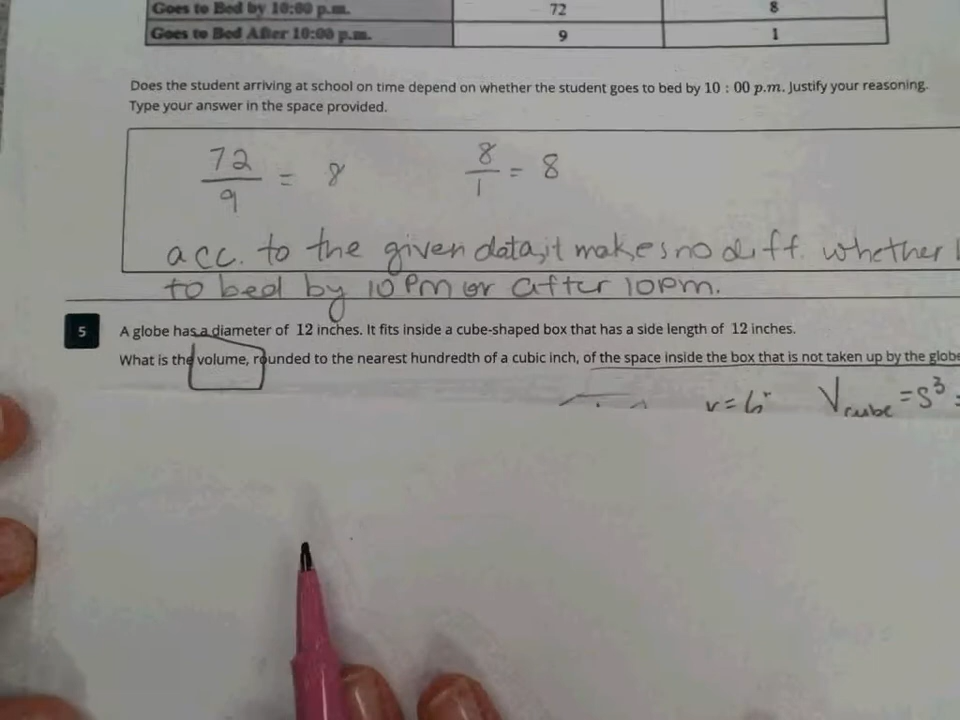 Goes to Bed by 10:00 p.m. 72 8
Goes to Bed After 10:00 p.m. 9 1
Does the student arriving at school on time depend on whether the student goes to bed by 10 : 00 p.m. Justify your reasoning.
Type your answer in the space provided.
72/9 = 8 8/1 = 8
acc. to the given data, it makes no diff. whether
to bed by 10 PM or after 10pm.
5 A globe has a diameter of 12 inches. It fits inside a cube-shaped box that has a side length of 12 inches.
What is the volume, rounded to the nearest hundredth of a cubic inch, of the space inside the box that is not taken up by the globe
r = 6" V cube = S³ =